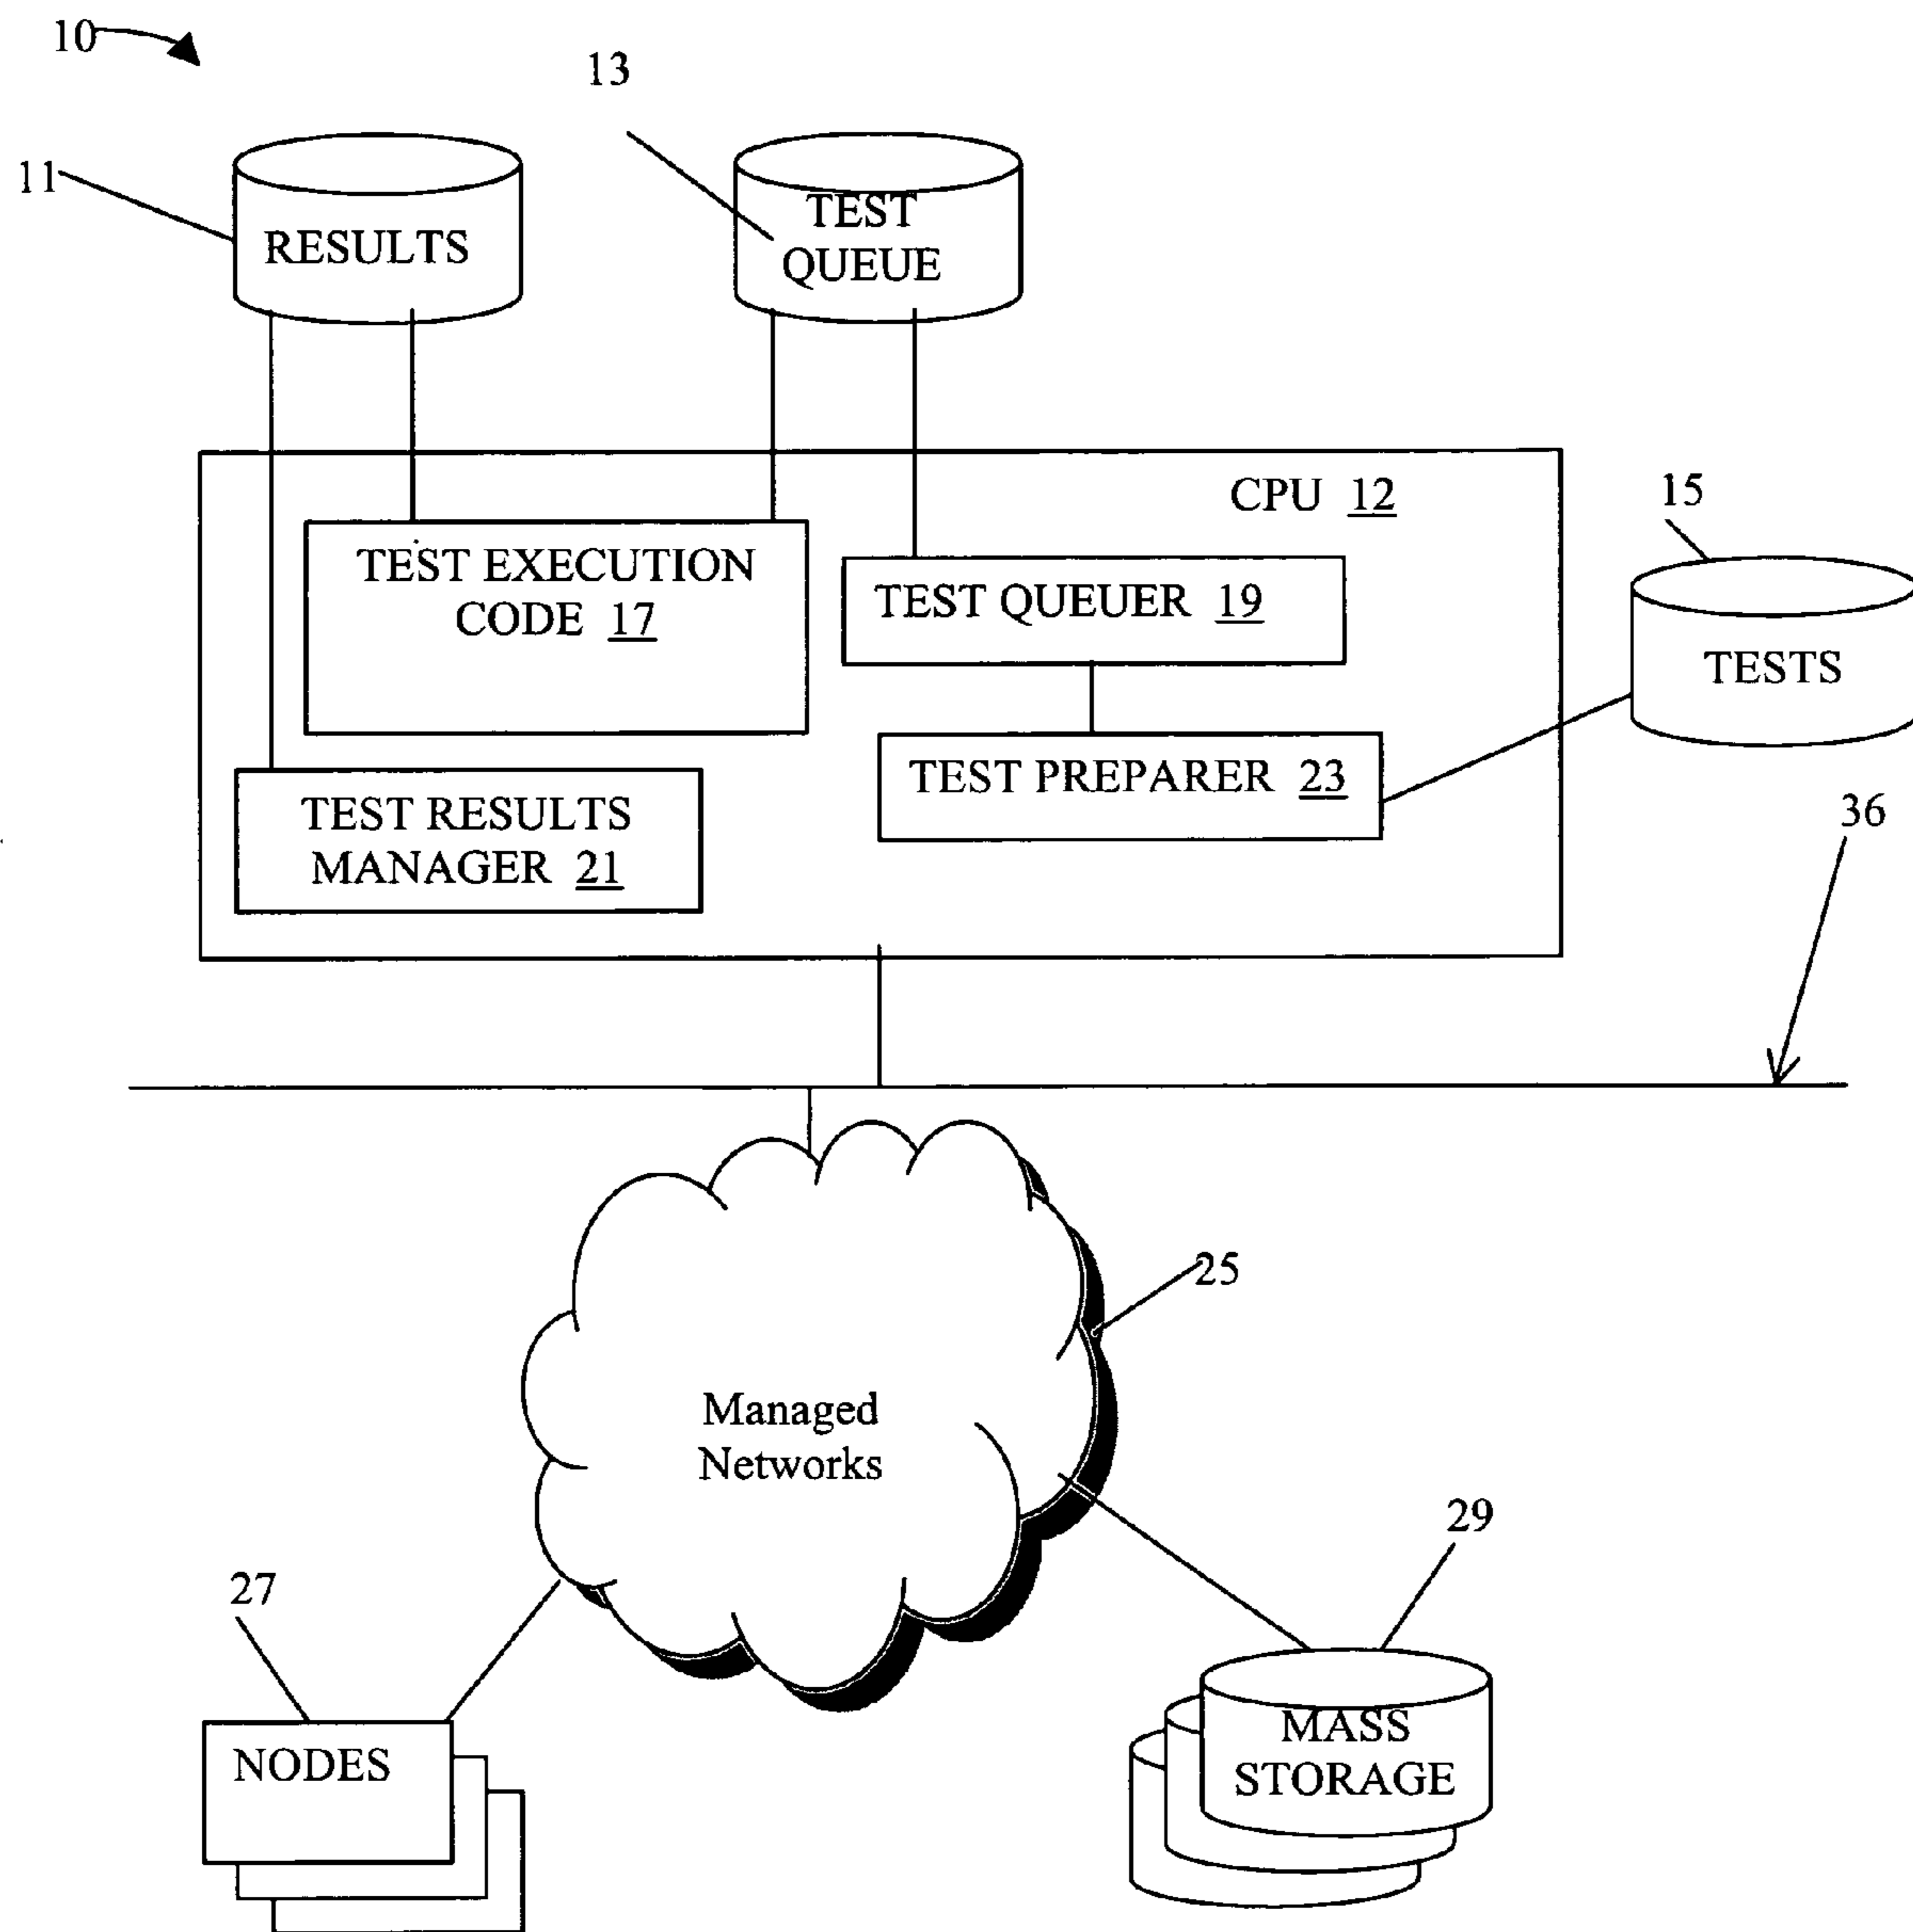 10
13
11
RESULTS
TEST
QUEUE
CPU 12
15
TEST EXECUTION
CODE 17
TEST QUEUER 19
TESTS
TEST PREPARER 23
TEST RESULTS
MANAGER 21
36
25
Managed
Networks
29
27
NODES
MASS
STORAGE